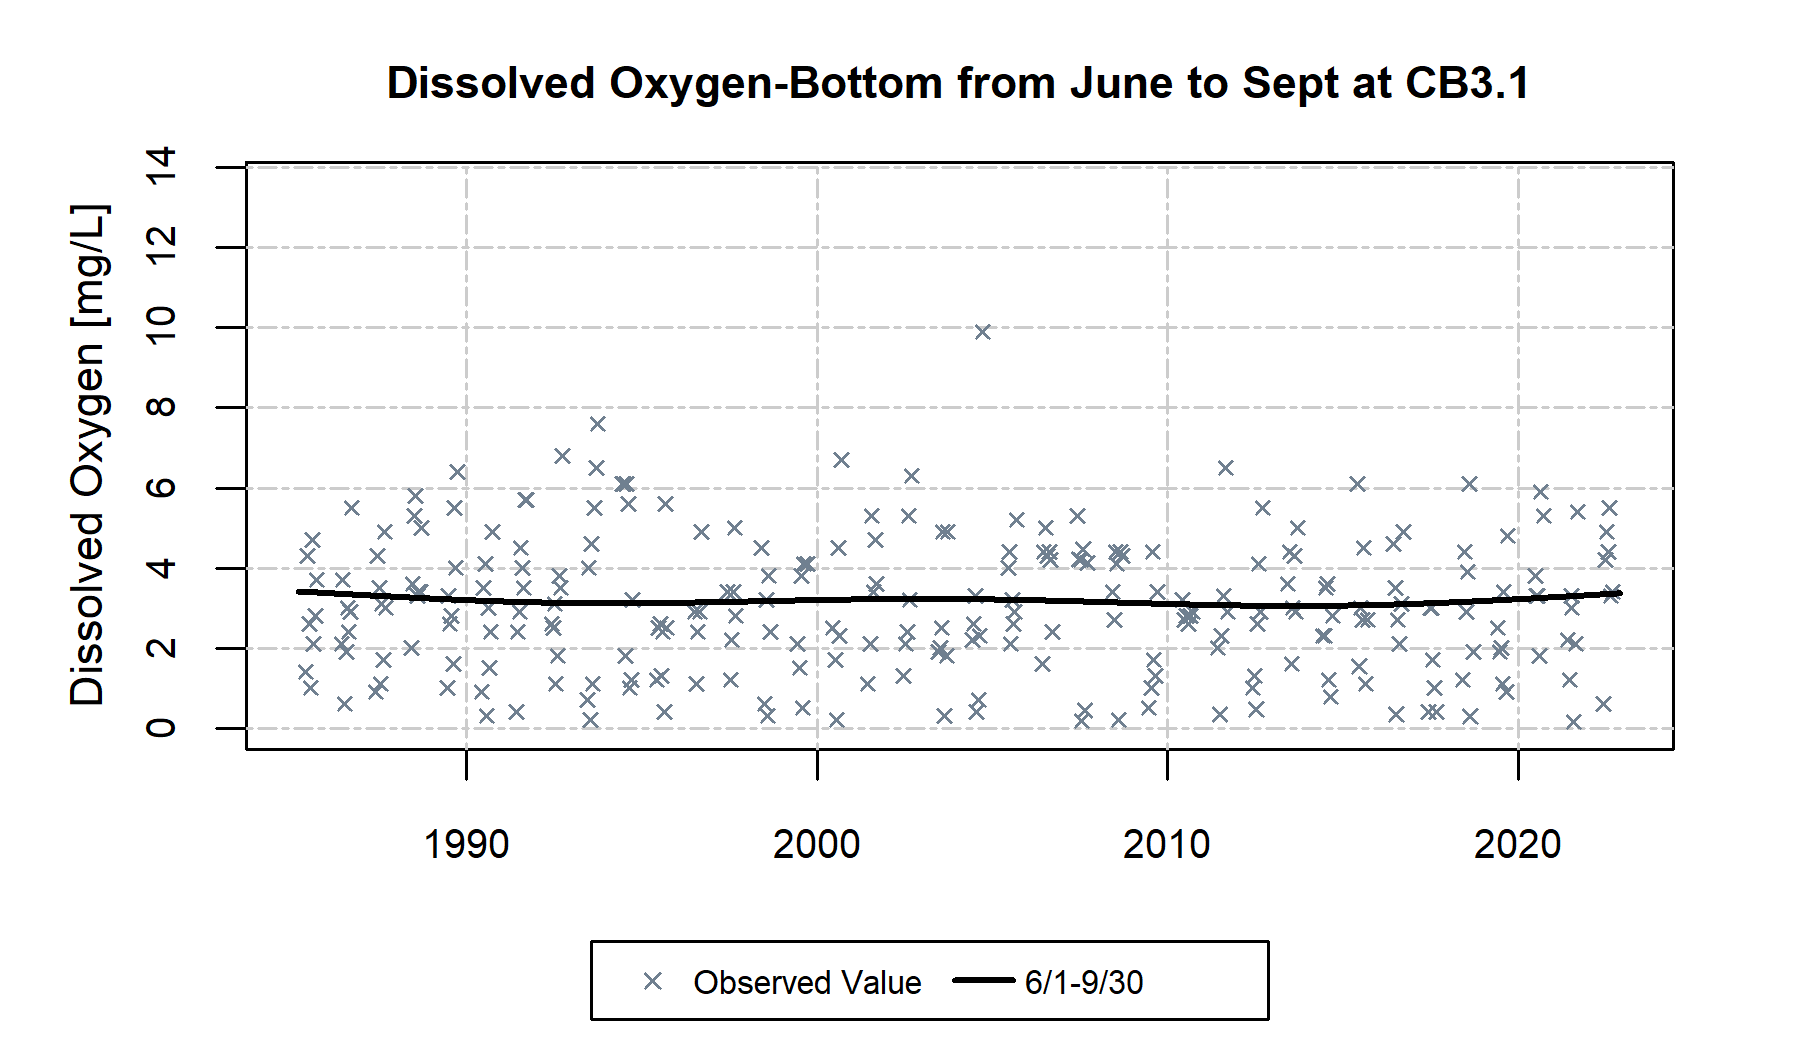 Dissolved Oxygen-Bottom from June to Sept at CB3.1
Dissolved Oxygen [mg/L]
14
12
10
8
6
4
2
0
1990 2000 2010 2020
Observed Value 6/1-9/30